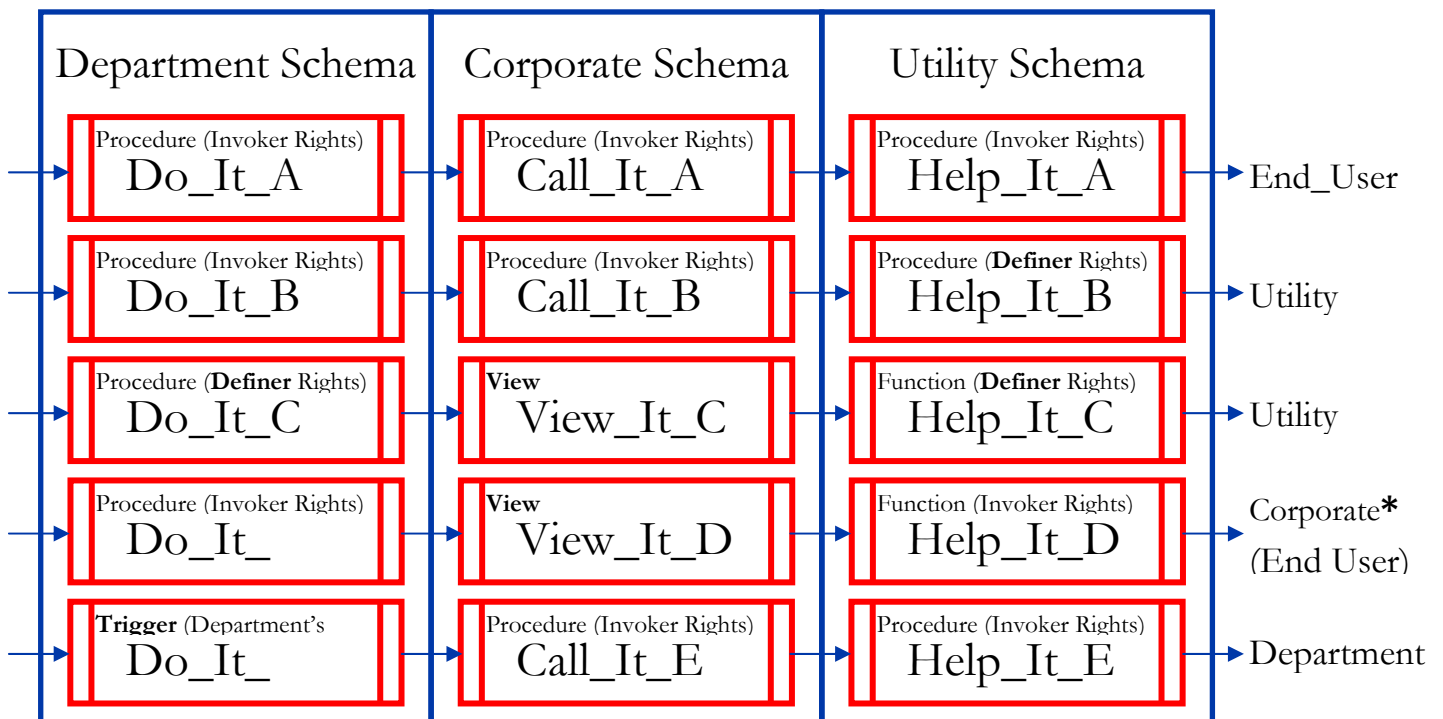 Department Schema
Corporate Schema
Utility Schema
Procedure (Invoker Rights)
Do_It_A
Procedure (Invoker Rights)
Call_It_A
Procedure (Invoker Rights)
Help_It_A
End_User
Procedure (Invoker Rights)
Do_It_B
Procedure (Invoker Rights)
Call_It_B
Procedure (Definer Rights)
Help_It_B
Utility
Procedure (Definer Rights)
Do_It_C
View
View_It_C
Function (Definer Rights)
Help_It_C
Utility
Procedure (Invoker Rights)
Do_It_
View
View_It_D
Function (Invoker Rights)
Help_It_D
Corporate*
(End User)
Trigger (Department's
Do_It_
Procedure (Invoker Rights)
Call_It_E
Procedure (Invoker Rights)
Help_It_E
Department